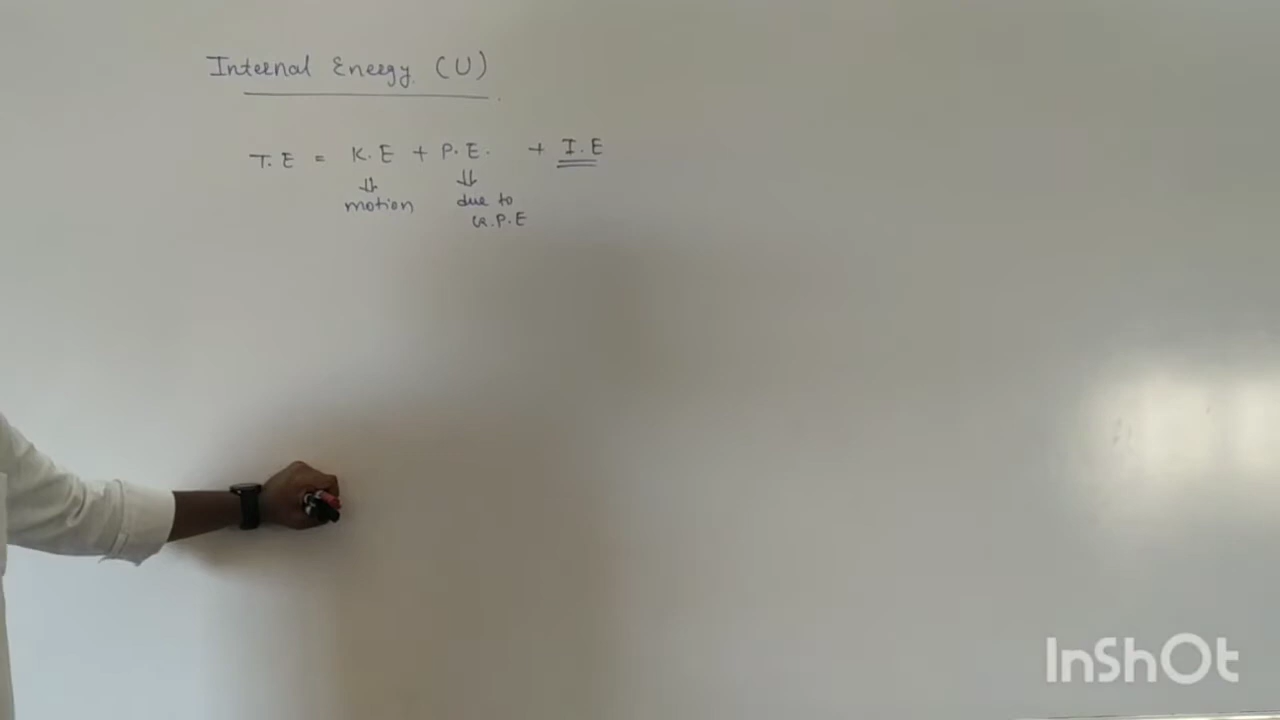 Internal Energy (U)
T.E = K.E + P.E. + I.E
⇓ ⇓
motion due to
G.P.E
InShOt